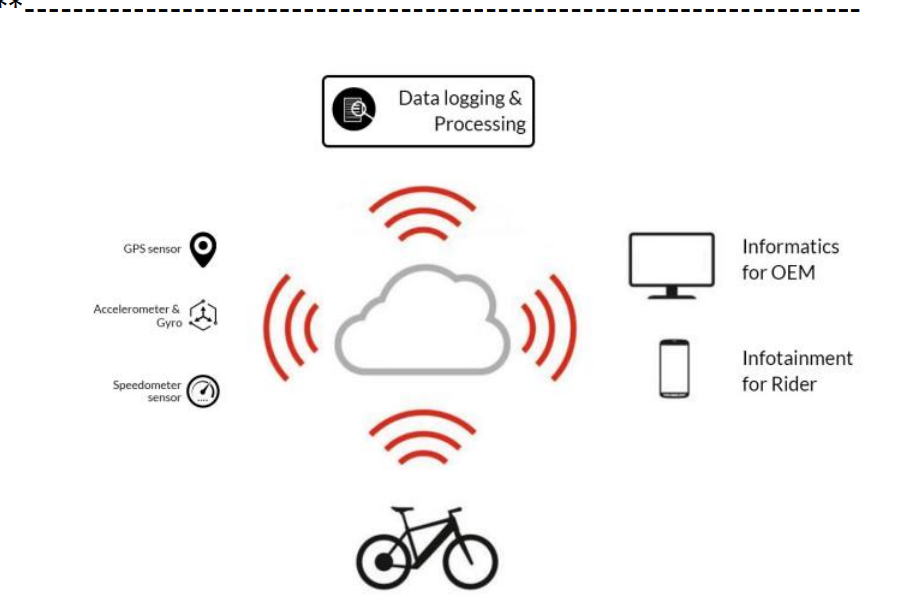 **------------------------------------------------------------
Data logging &
Processing
GPS sensor
Accelerometer &
Gyro
Speedometer
sensor
Informatics
for OEM
Infotainment
for Rider